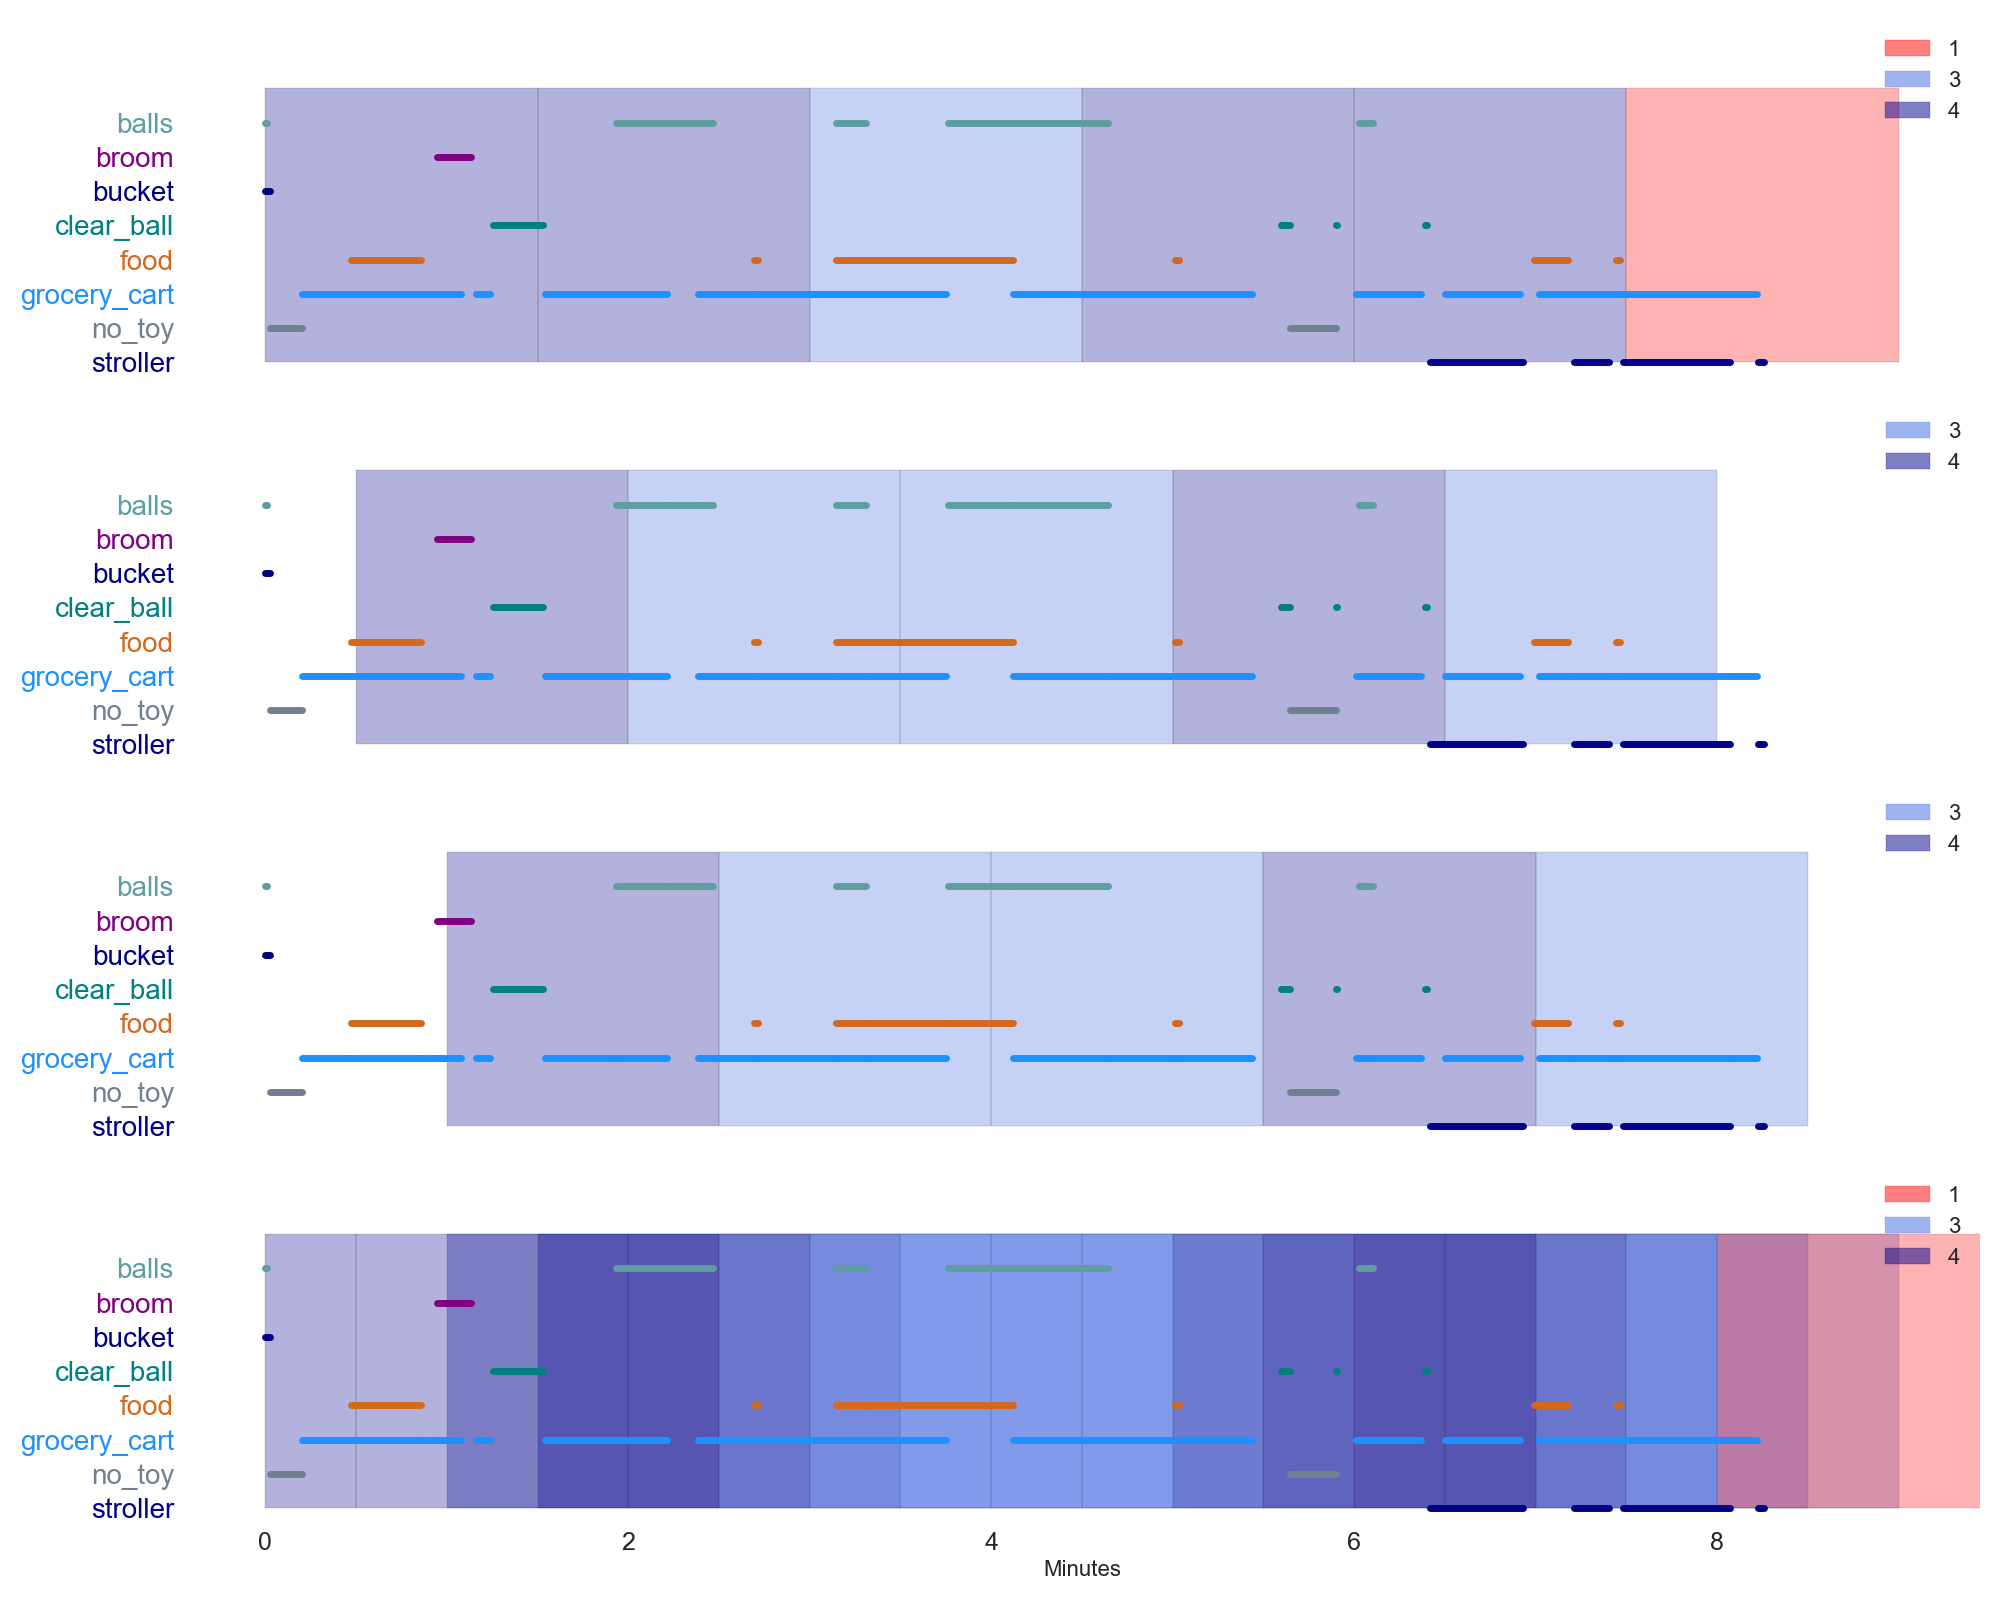 1
3
4
balls
broom
bucket
clear_ball
food
grocery_cart
no_toy
stroller
3
4
balls
broom
bucket
clear_ball
food
grocery_cart
no_toy
stroller
3
4
balls
broom
bucket
clear_ball
food
grocery_cart
no_toy
stroller
1
3
4
balls
broom
bucket
clear_ball
food
grocery_cart
no_toy
stroller
0 2 4 6 8
Minutes